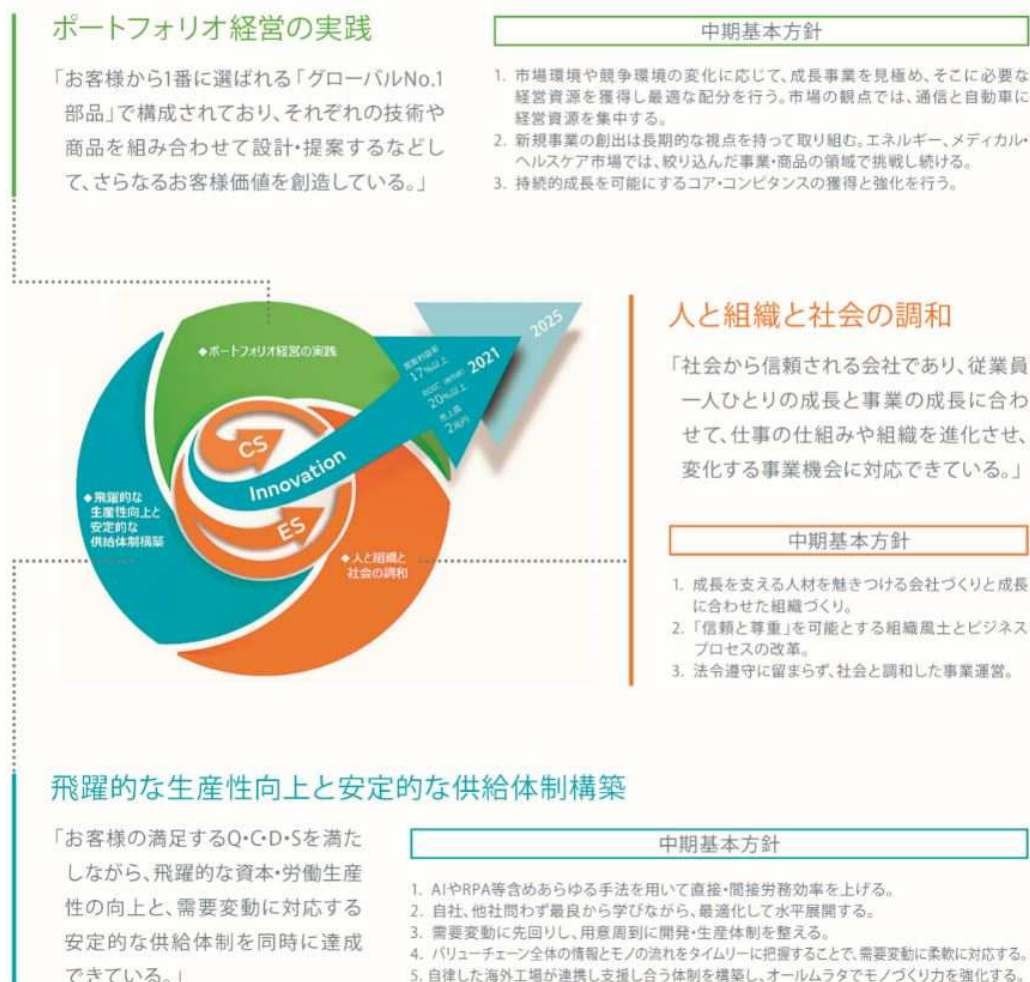 ポートフォリオ経営の実践
「お客様から1番に選ばれる「グローバルNo.1
部品」で構成されており、それぞれの技術や
商品を組み合わせて設計・提案するなどし
て、さらなるお客様価値を創造している。」
中期基本方針
1. 市場環境や競争環境の変化に応じて、成長事業を見極め、そこに必要な
経営資源を獲得し最適な配分を行う。市場の観点では、通信と自動車に
経営資源を集中する。
2. 新規事業の創出は長期的な視点を持って取り組む。エネルギー、メディカル・
ヘルスケア市場では、絞り込んだ事業・商品の領域で挑戦し続ける。
3. 持続的成長を可能にするコア・コンピタンスの獲得と強化を行う。
◆ポートフォリオ経営の実践
営業利益率
17%以上
ROIC(税前)
20%以上
売上高
2兆円
2021
2025
CS
Innovation
ES
◆飛躍的な
生産性向上と
安定的な
供給体制構築
◆人と組織と
社会の調和
人と組織と社会の調和
「社会から信頼される会社であり、従業員
一人ひとりの成長と事業の成長に合わ
せて、仕事の仕組みや組織を進化させ、
変化する事業機会に対応できている。」
中期基本方針
1. 成長を支える人材を魅きつける会社づくりと成長
に合わせた組織づくり。
2. 「信頼と尊重」を可能とする組織風土とビジネス
プロセスの改革。
3. 法令遵守に留まらず、社会と調和した事業運営。
飛躍的な生産性向上と安定的な供給体制構築
「お客様の満足するQ・C・D・Sを満た
しながら、飛躍的な資本・労働生産
性の向上と、需要変動に対応する
安定的な供給体制を同時に達成
できている。」
中期基本方針
1. AIやRPA等含めあらゆる手法を用いて直接・間接労務効率を上げる。
2. 自社、他社問わず最良から学びながら、最適化して水平展開する。
3. 需要変動に先回りし、用意周到に開発・生産体制を整える。
4. バリューチェーン全体の情報とモノの流れをタイムリーに把握することで、需要変動に柔軟に対応する。
5. 自律した海外工場が連携し支援し合う体制を構築し、オールムラタでモノづくり力を強化する。